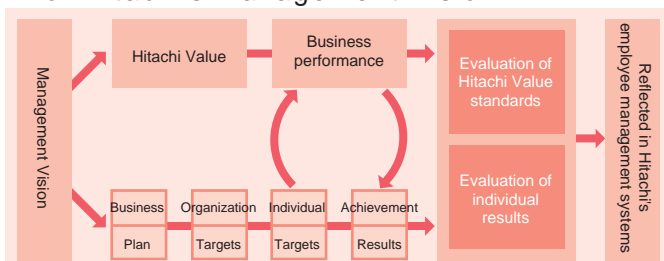 Management Vision
Hitachi Value
Business
performance
Evaluation of
Hitachi Value
standards
Evaluation of
individual
results
Reflected in Hitachi's
employee management systems
Business
Plan
Organization
Targets
Individual
Targets
Achievement
Results